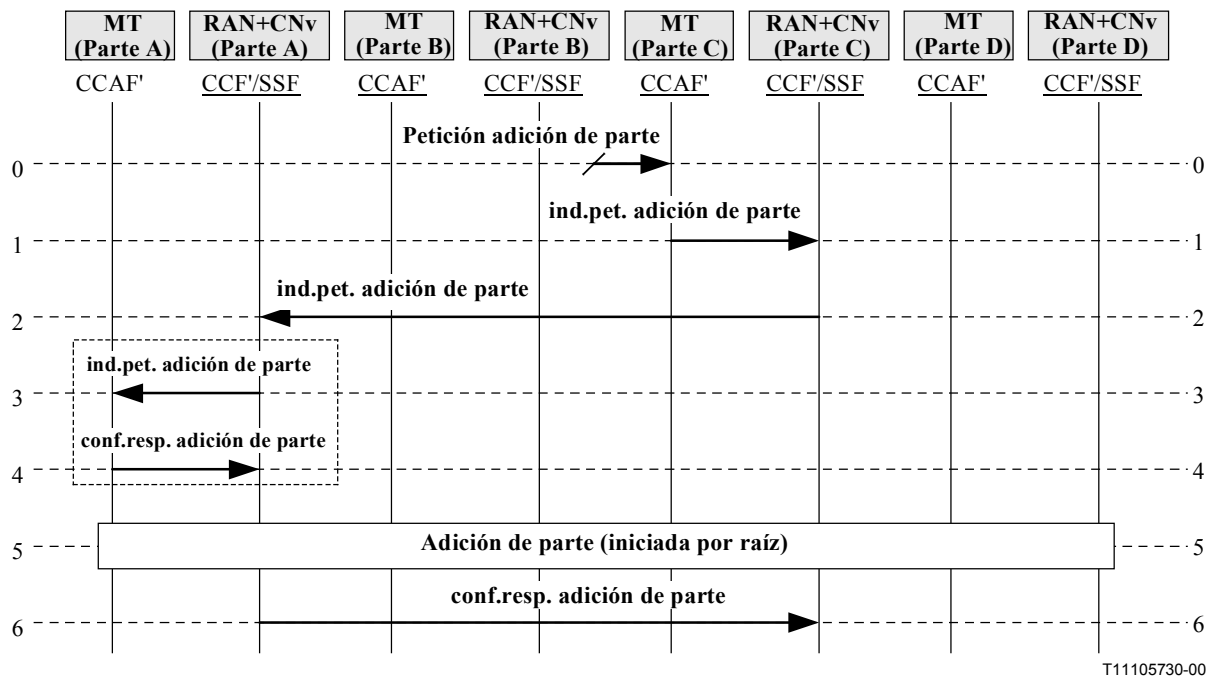 MT (Parte A)
RAN+CNv (Parte A)
MT (Parte B)
RAN+CNv (Parte B)
MT (Parte C)
RAN+CNv (Parte C)
MT (Parte D)
RAN+CNv (Parte D)
CCAF' CCF'/SSF CCAF' CCF'/SSF CCAF' CCF'/SSF CCAF' CCF'/SSF
Petición adición de parte
0 0
ind.pet. adición de parte
1 1
ind.pet. adición de parte
2 2
ind.pet. adición de parte
3 3
conf.resp. adición de parte
4 4
Adición de parte (iniciada por raíz)
5 5
conf.resp. adición de parte
6 6
T11105730-00